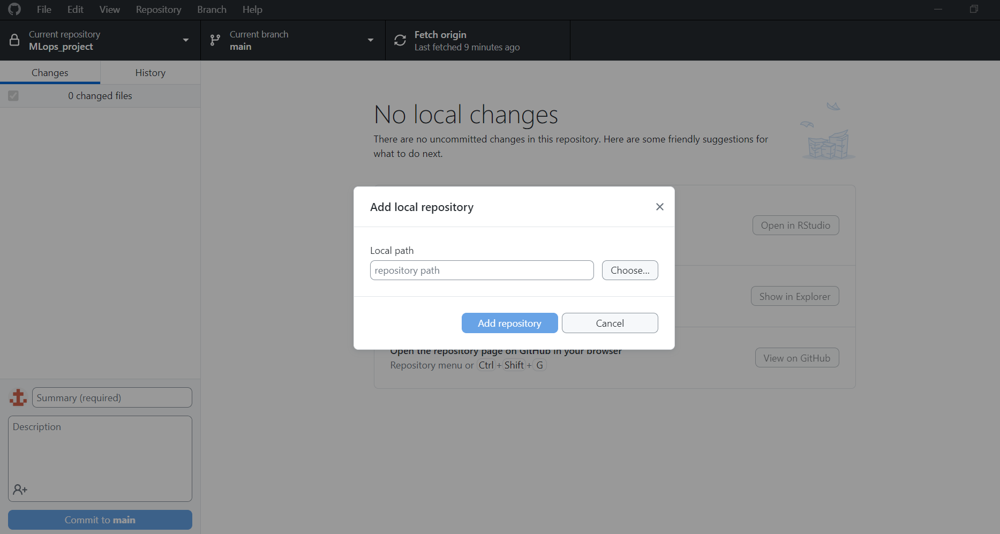 File Edit View Repository Branch Help
Current repository
MLops_project
Current branch
main
Fetch origin
Last fetched 9 minutes ago
Changes
History
0 changed files
No local changes
There are no uncommitted changes in this repository. Here are some friendly suggestions for
what to do next.
Open in RStudio
Show in Explorer
Add local repository
Local path
repository path
Choose...
Add repository
Cancel
Open the repository page on GitHub in your browser
Repository menu or Ctrl + Shift + G
View on GitHub
Summary (required)
Description
Commit to main